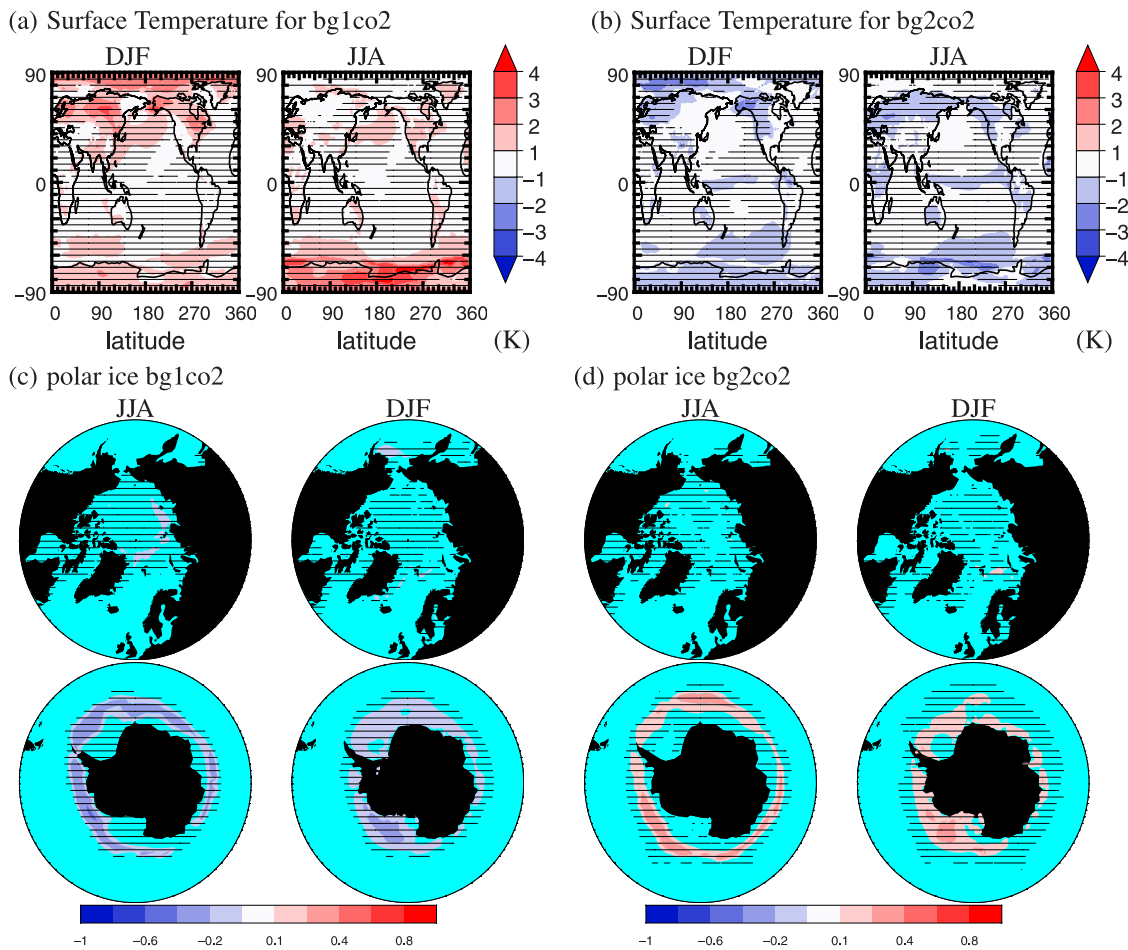 (a) Surface Temperature for bg1co2
(b) Surface Temperature for bg2co2
DJF
JJA
DJF
JJA
90
0
−90
0 90 180 270 360
0 90 180 270 360
latitude
latitude
4
3
2
1
−1
−2
−3
−4
(K)
90
0
−90
0 90 180 270 360
0 90 180 270 360
latitude
latitude
4
3
2
1
−1
−2
−3
−4
(K)
(c) polar ice bg1co2
(d) polar ice bg2co2
JJA
DJF
JJA
DJF
−1 −0.6 −0.2 0.1 0.4 0.8
−1 −0.6 −0.2 0.1 0.4 0.8